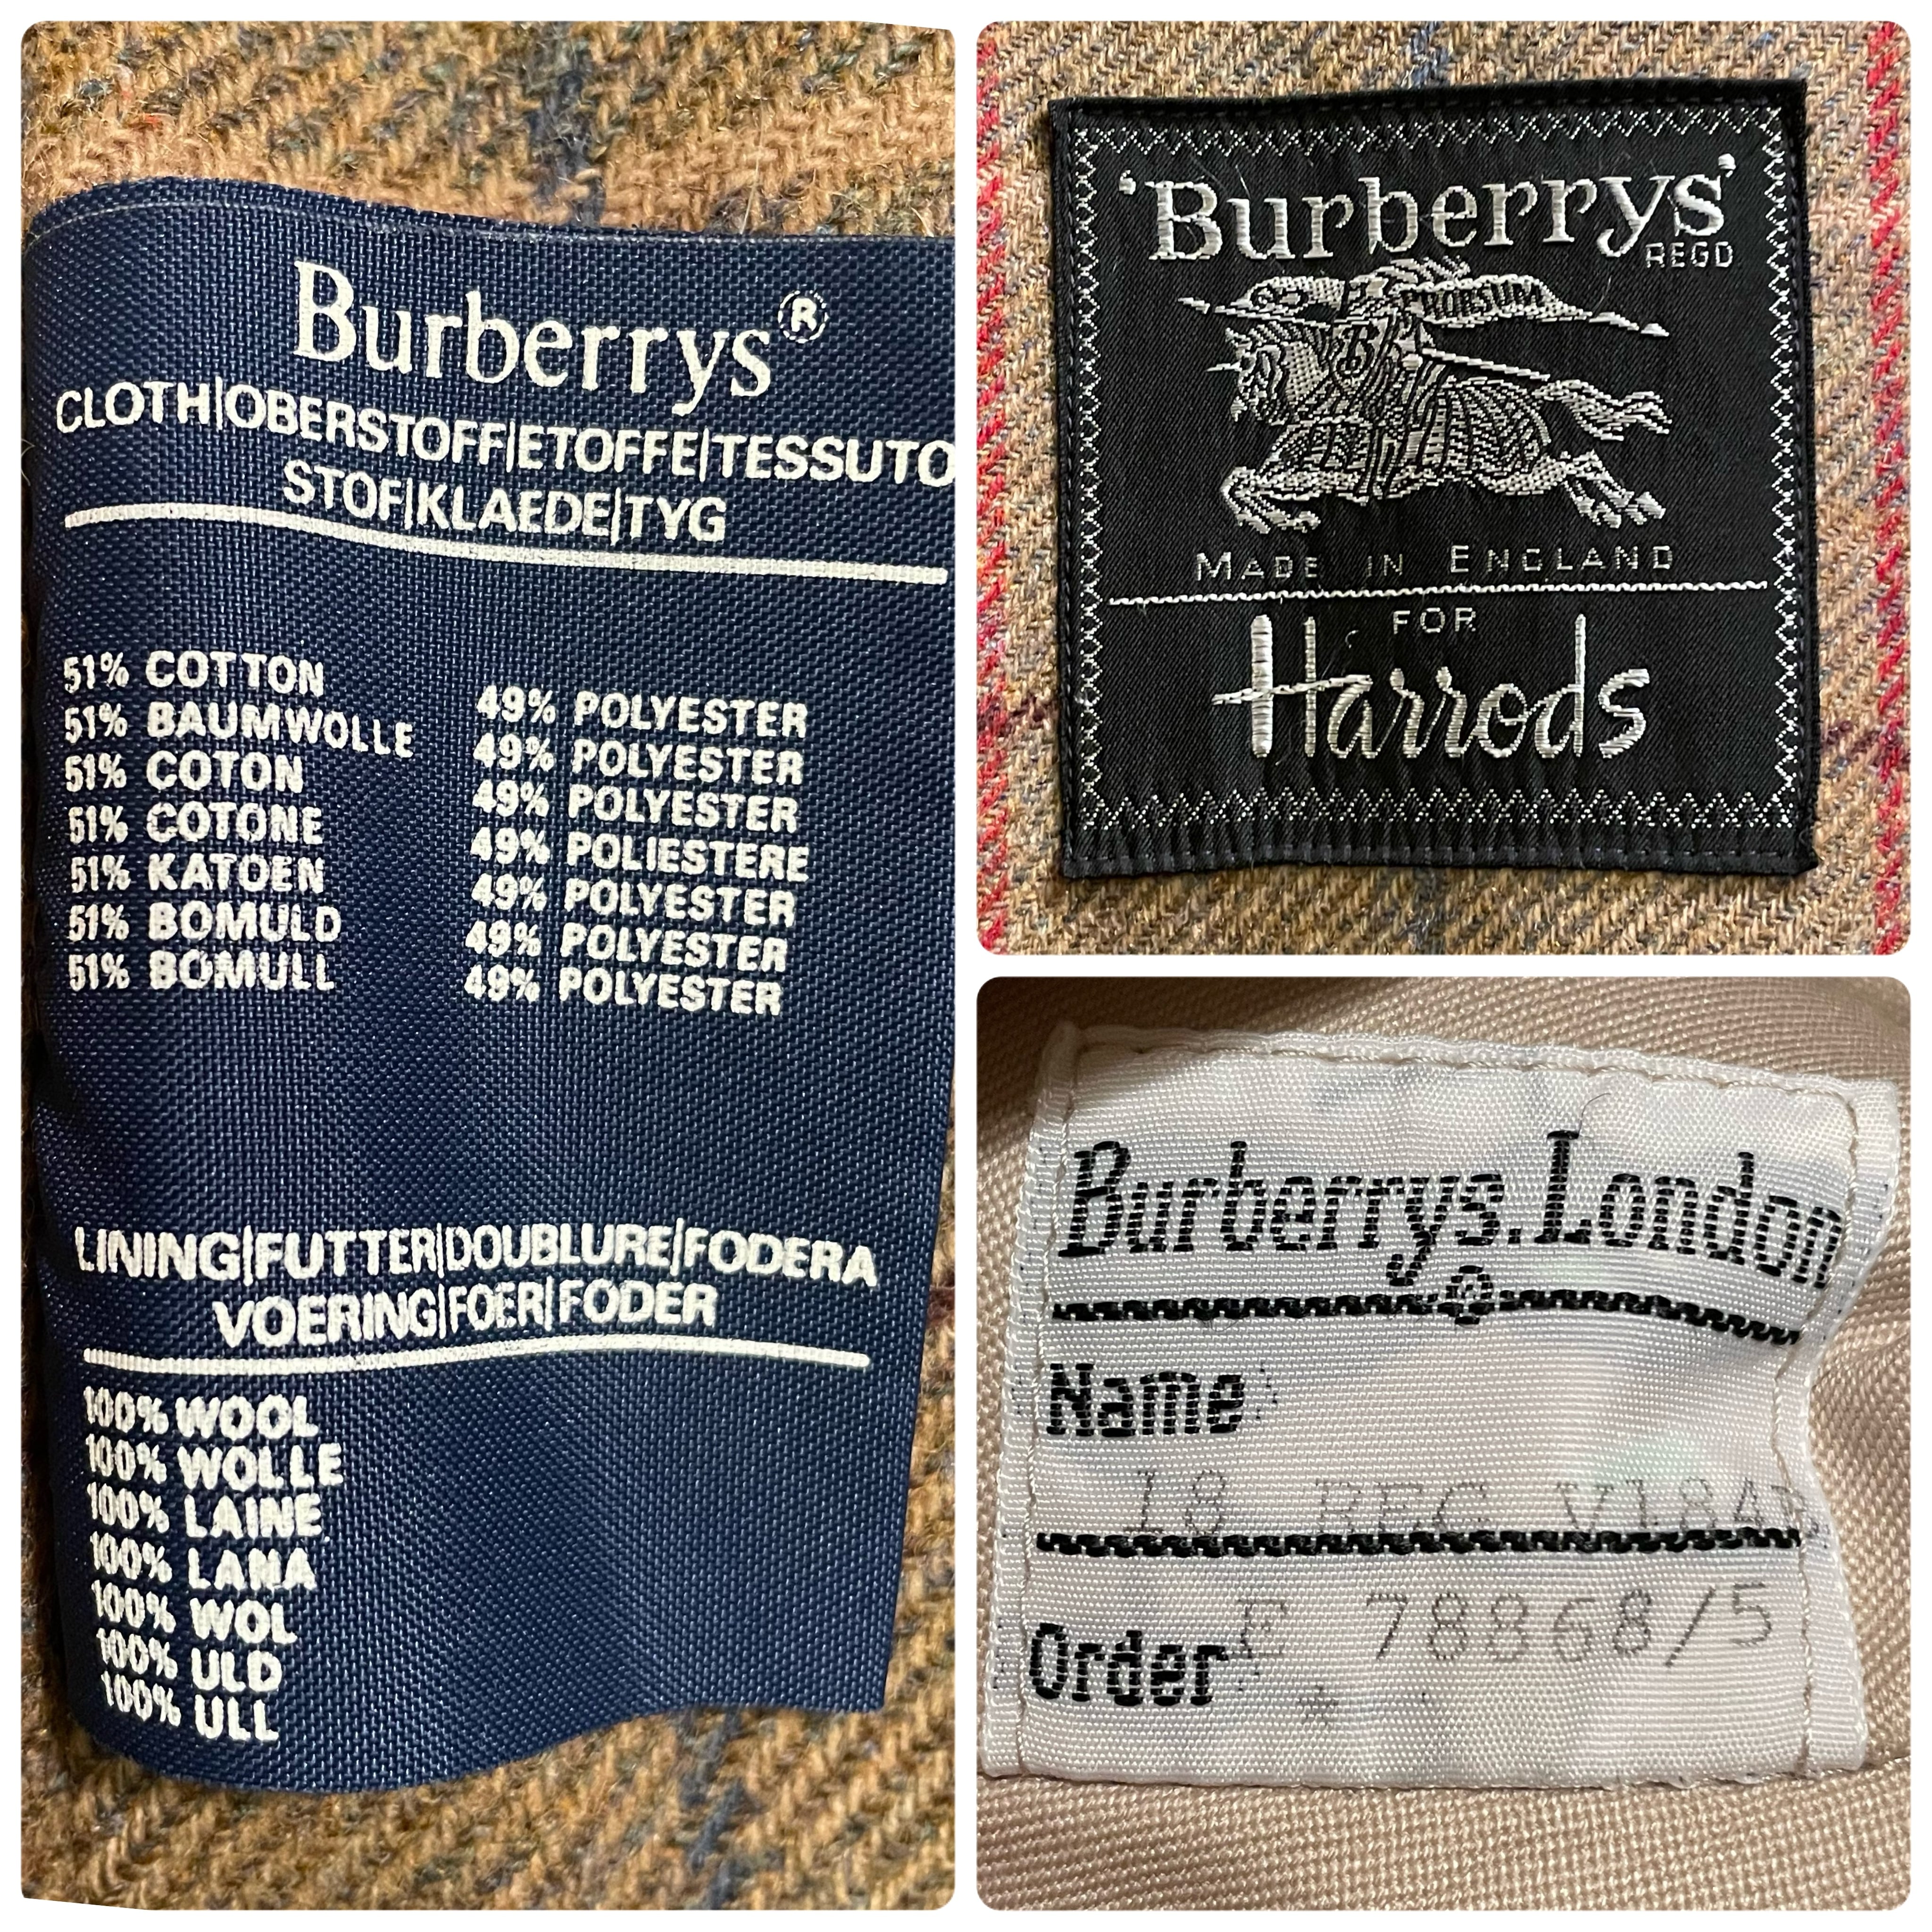 Burberrys®
CLOTH|OBERSTOFF|ETOFFE|TESSUTO
STOF|KLAEDE|TYG
51% COTTON 49% POLYESTER
51% BAUMWOLLE 49% POLYESTER
51% COTON 49% POLYESTER
51% COTONE 49% POLIESTERE
51% KATOEN 49% POLYESTER
51% BOMULD 49% POLYESTER
51% BOMULL 49% POLYESTER
LINING|FUTTER|DOUBLURE|FODERA
VOERING|FOER|FODER
100% WOOL
100% WOLLE
100% LAINE
100% LANA
100% WOL
100% ULD
100% ULL
'Burberrys'
REGD
PRORSUM
MADE IN ENGLAND
FOR
Harrods
Burberrys.London
Name
18 REG
Order E 78868/5